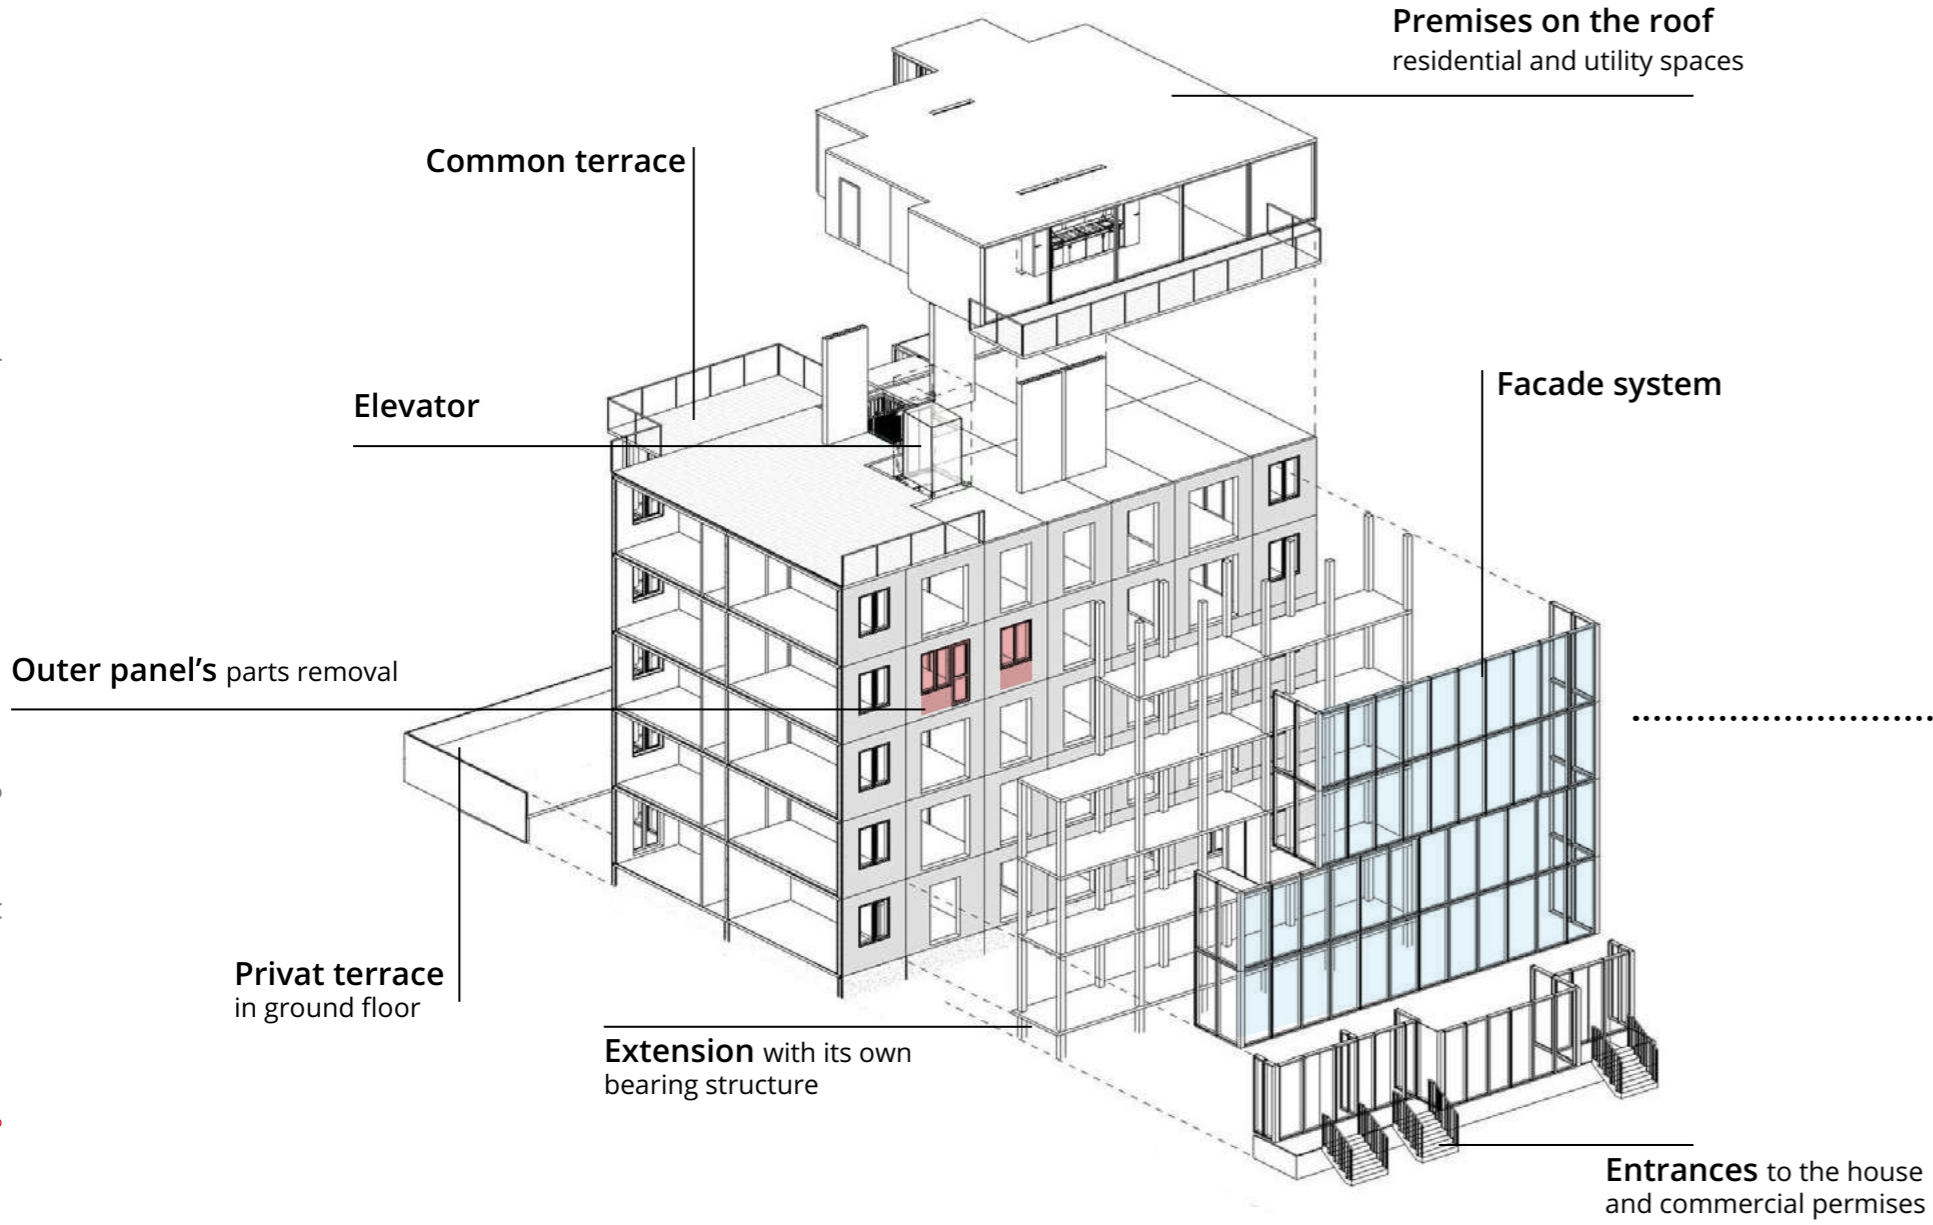 Premises on the roof
residential and utility spaces
Common terrace
Facade system
Elevator
Outer panel's parts removal
Privat terrace
in ground floor
Extension with its own
bearing structure
Entrances to the house
and commercial permises